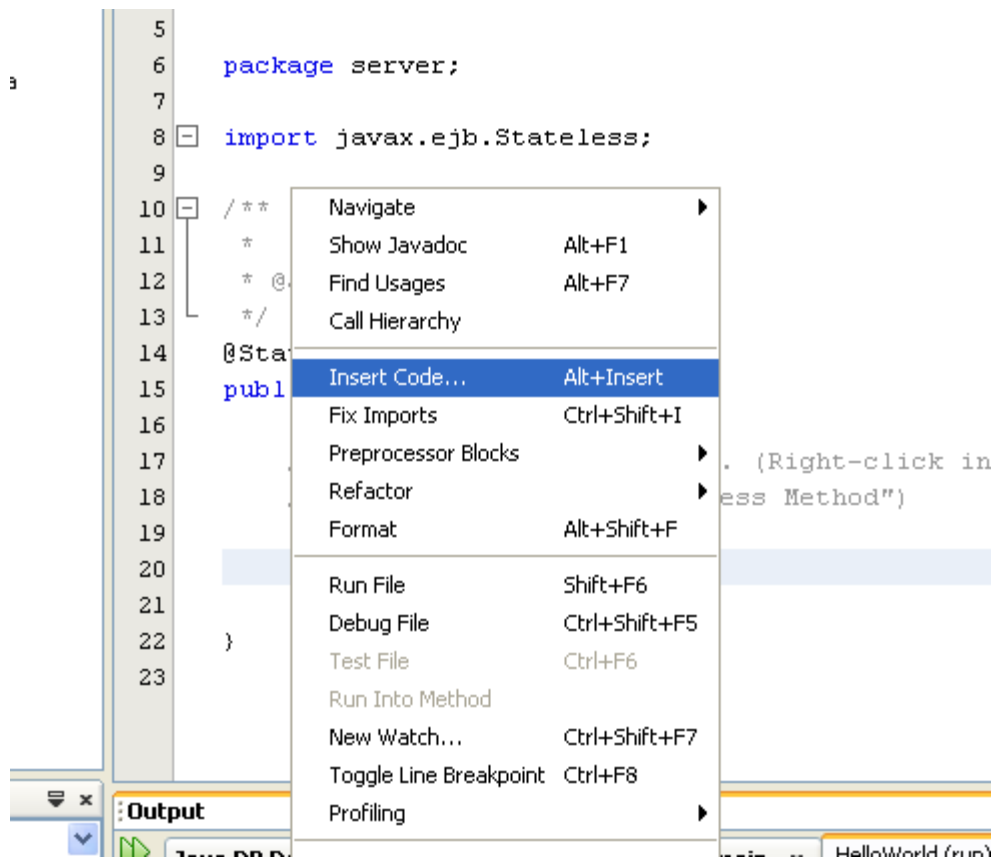 5
6 package server;
7
8 import javax.ejb.Stateless;
9
10 /**
11 *
12 * @
13 */
14 @Sta
15 publ
16
17 . (Right-click in
18 ess Method")
19
20
21
22 }
23
a
Navigate
Show Javadoc Alt+F1
Find Usages Alt+F7
Call Hierarchy
Insert Code... Alt+Insert
Fix Imports Ctrl+Shift+I
Preprocessor Blocks
Refactor
Format Alt+Shift+F
Run File Shift+F6
Debug File Ctrl+Shift+F5
Test File Ctrl+F6
Run Into Method
New Watch... Ctrl+Shift+F7
Toggle Line Breakpoint Ctrl+F8
Profiling
Output
Java DB D HelloWorld (run)